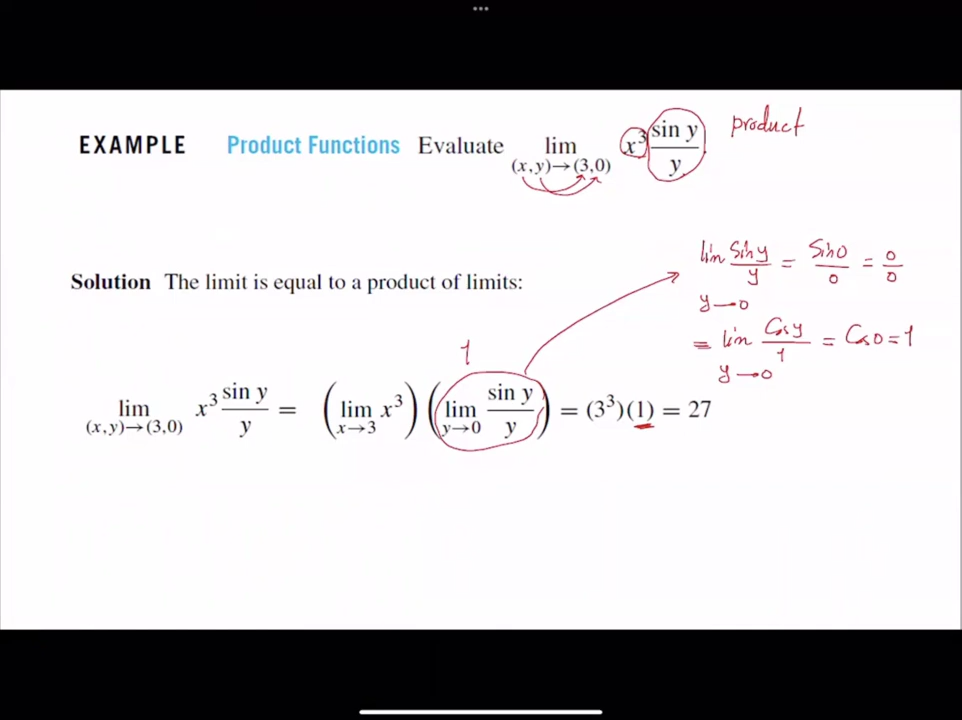 EXAMPLE Product Functions Evaluate lim x³ sin y / y product
(x,y)→(3,0)
lim sin y / y = sin 0 / 0 = 0 / 0
y→0
Solution The limit is equal to a product of limits:
= lim Cos y / 1 = Cos 0 = 1
y→0
1
lim x³ sin y / y = (lim x³) (lim sin y / y) = (3³)(1) = 27
(x,y)→(3,0) x→3 y→0